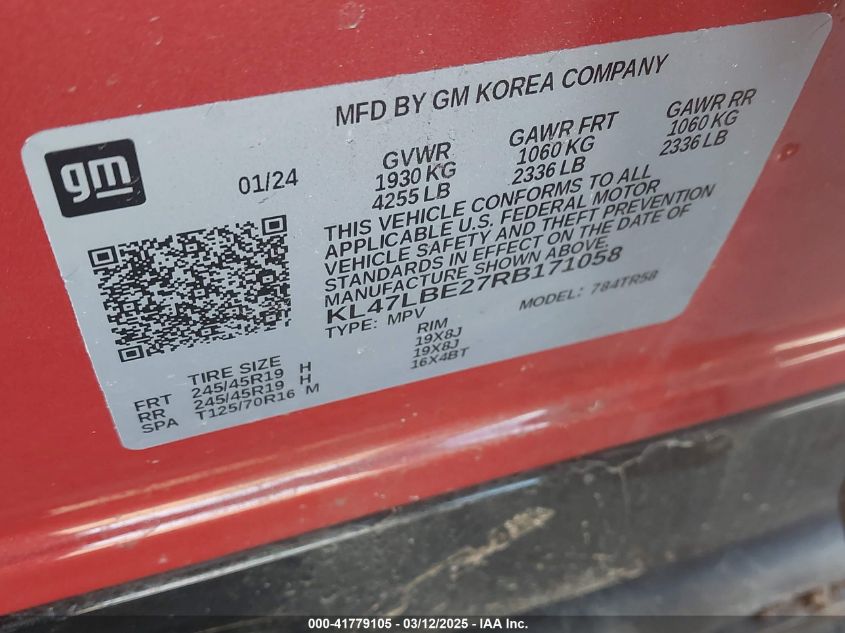 MFD BY GM KOREA COMPANY
gm
01/24
GVWR GAWR FRT GAWR RR
1930 KG 1060 KG 1060 KG
4255 LB 2336 LB 2336 LB
THIS VEHICLE CONFORMS TO ALL
APPLICABLE U.S. FEDERAL MOTOR
VEHICLE SAFETY AND THEFT PREVENTION
STANDARDS IN EFFECT ON THE DATE OF
MANUFACTURE SHOWN ABOVE.
KL47LBE27RB171058
TYPE: MPV MODEL: 784TR58
TIRE SIZE RIM
FRT 245/45R19 H 19X8J
RR 245/45R19 H 19X8J
SPA T125/70R16 M 16X4BT
000-41779105 - 03/12/2025 - IAA Inc.